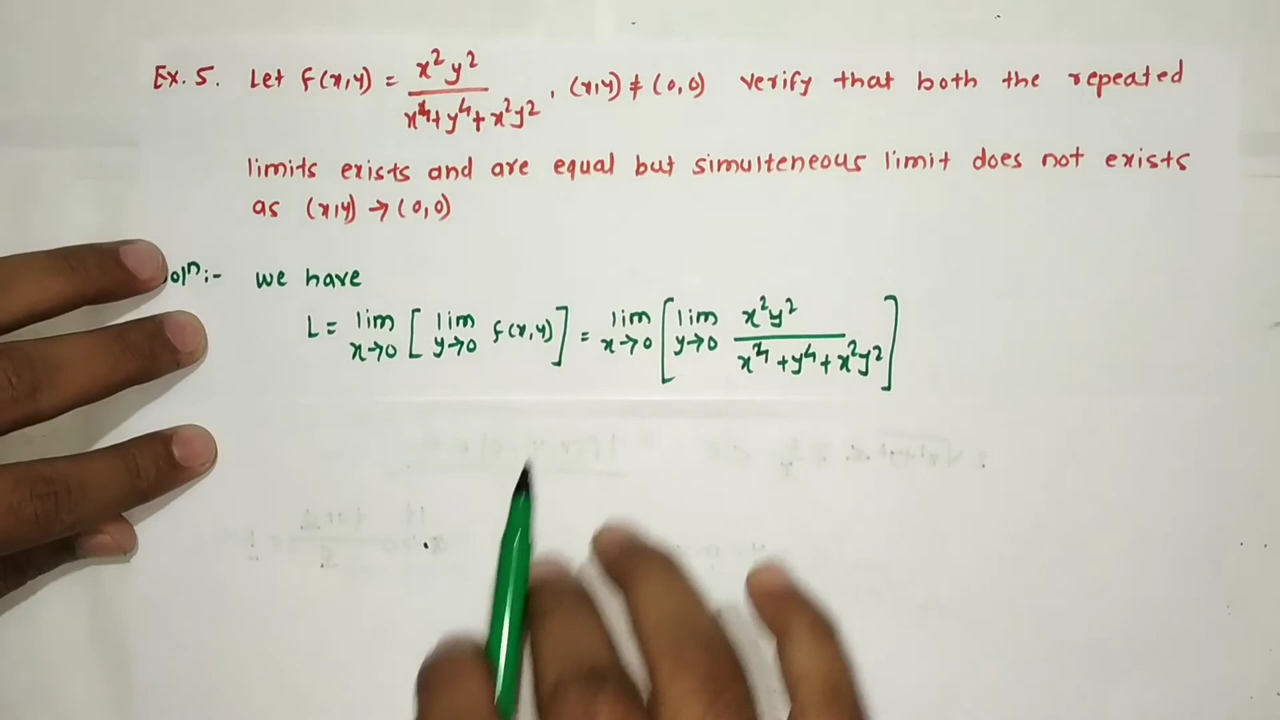 Ex. 5. Let f(x,y) = x²y² / x⁴+y⁴+x²y² , (x,y) ≠ (0,0) verify that both the repeated
limits exists and are equal but simulteneous limit does not exists
as (x,y) → (0,0)
olⁿ:- we have
L = lim x→0 [ lim y→0 f(x,y) ] = lim x→0 [ lim y→0 x²y² / x⁴+y⁴+x²y² ]